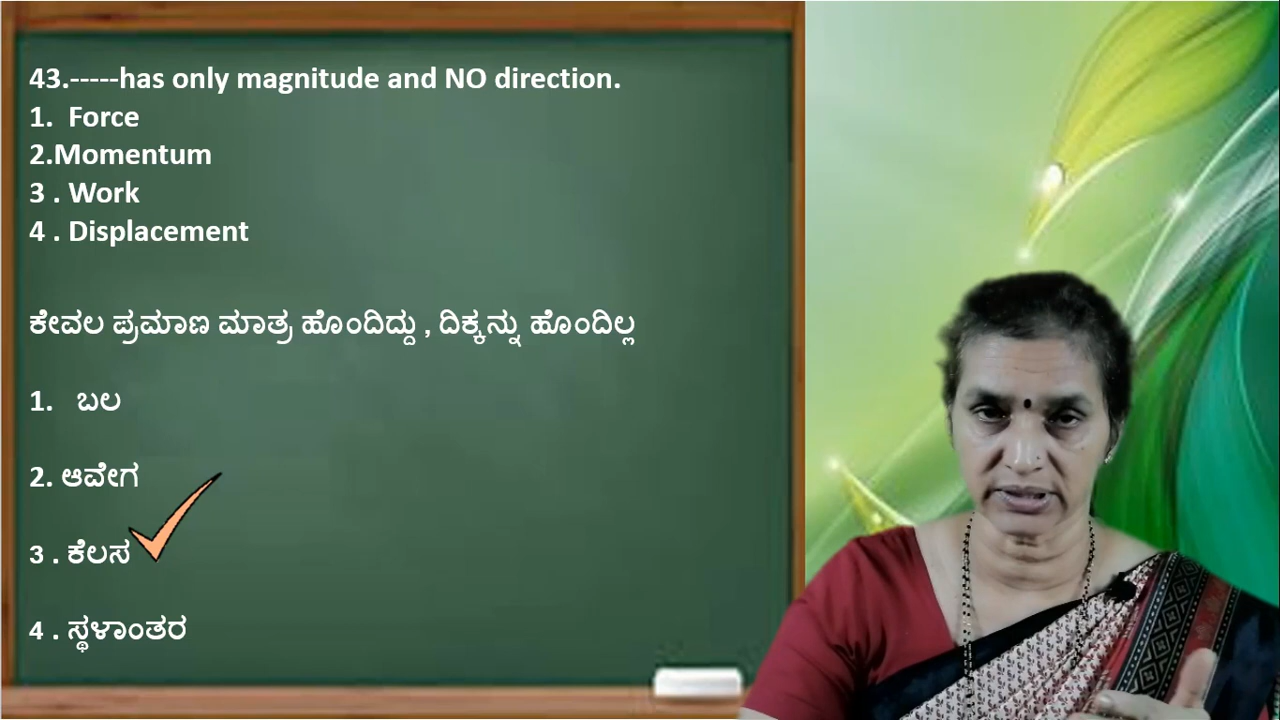 43.-----has only magnitude and NO direction.
1. Force
2.Momentum
3 . Work
4 . Displacement
ಕೇವಲ ಪ್ರಮಾಣ ಮಾತ್ರ ಹೊಂದಿದ್ದು , ದಿಕ್ಕನ್ನು ಹೊಂದಿಲ್ಲ
1. ಬಲ
2. ಆವೇಗ
3 . ಕೆಲಸ
4 . ಸ್ಥಳಾಂತರ